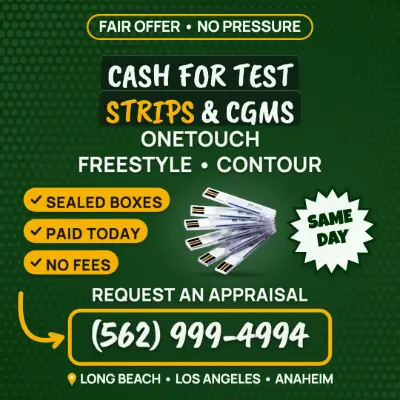 FAIR OFFER • NO PRESSURE
CASH FOR TEST
STRIPS & CGMS
ONETOUCH
FREESTYLE • CONTOUR
✓ SEALED BOXES
✓ PAID TODAY
✓ NO FEES
SAME
DAY
REQUEST AN APPRAISAL
(562) 999-4994
LONG BEACH • LOS ANGELES • ANAHEIM